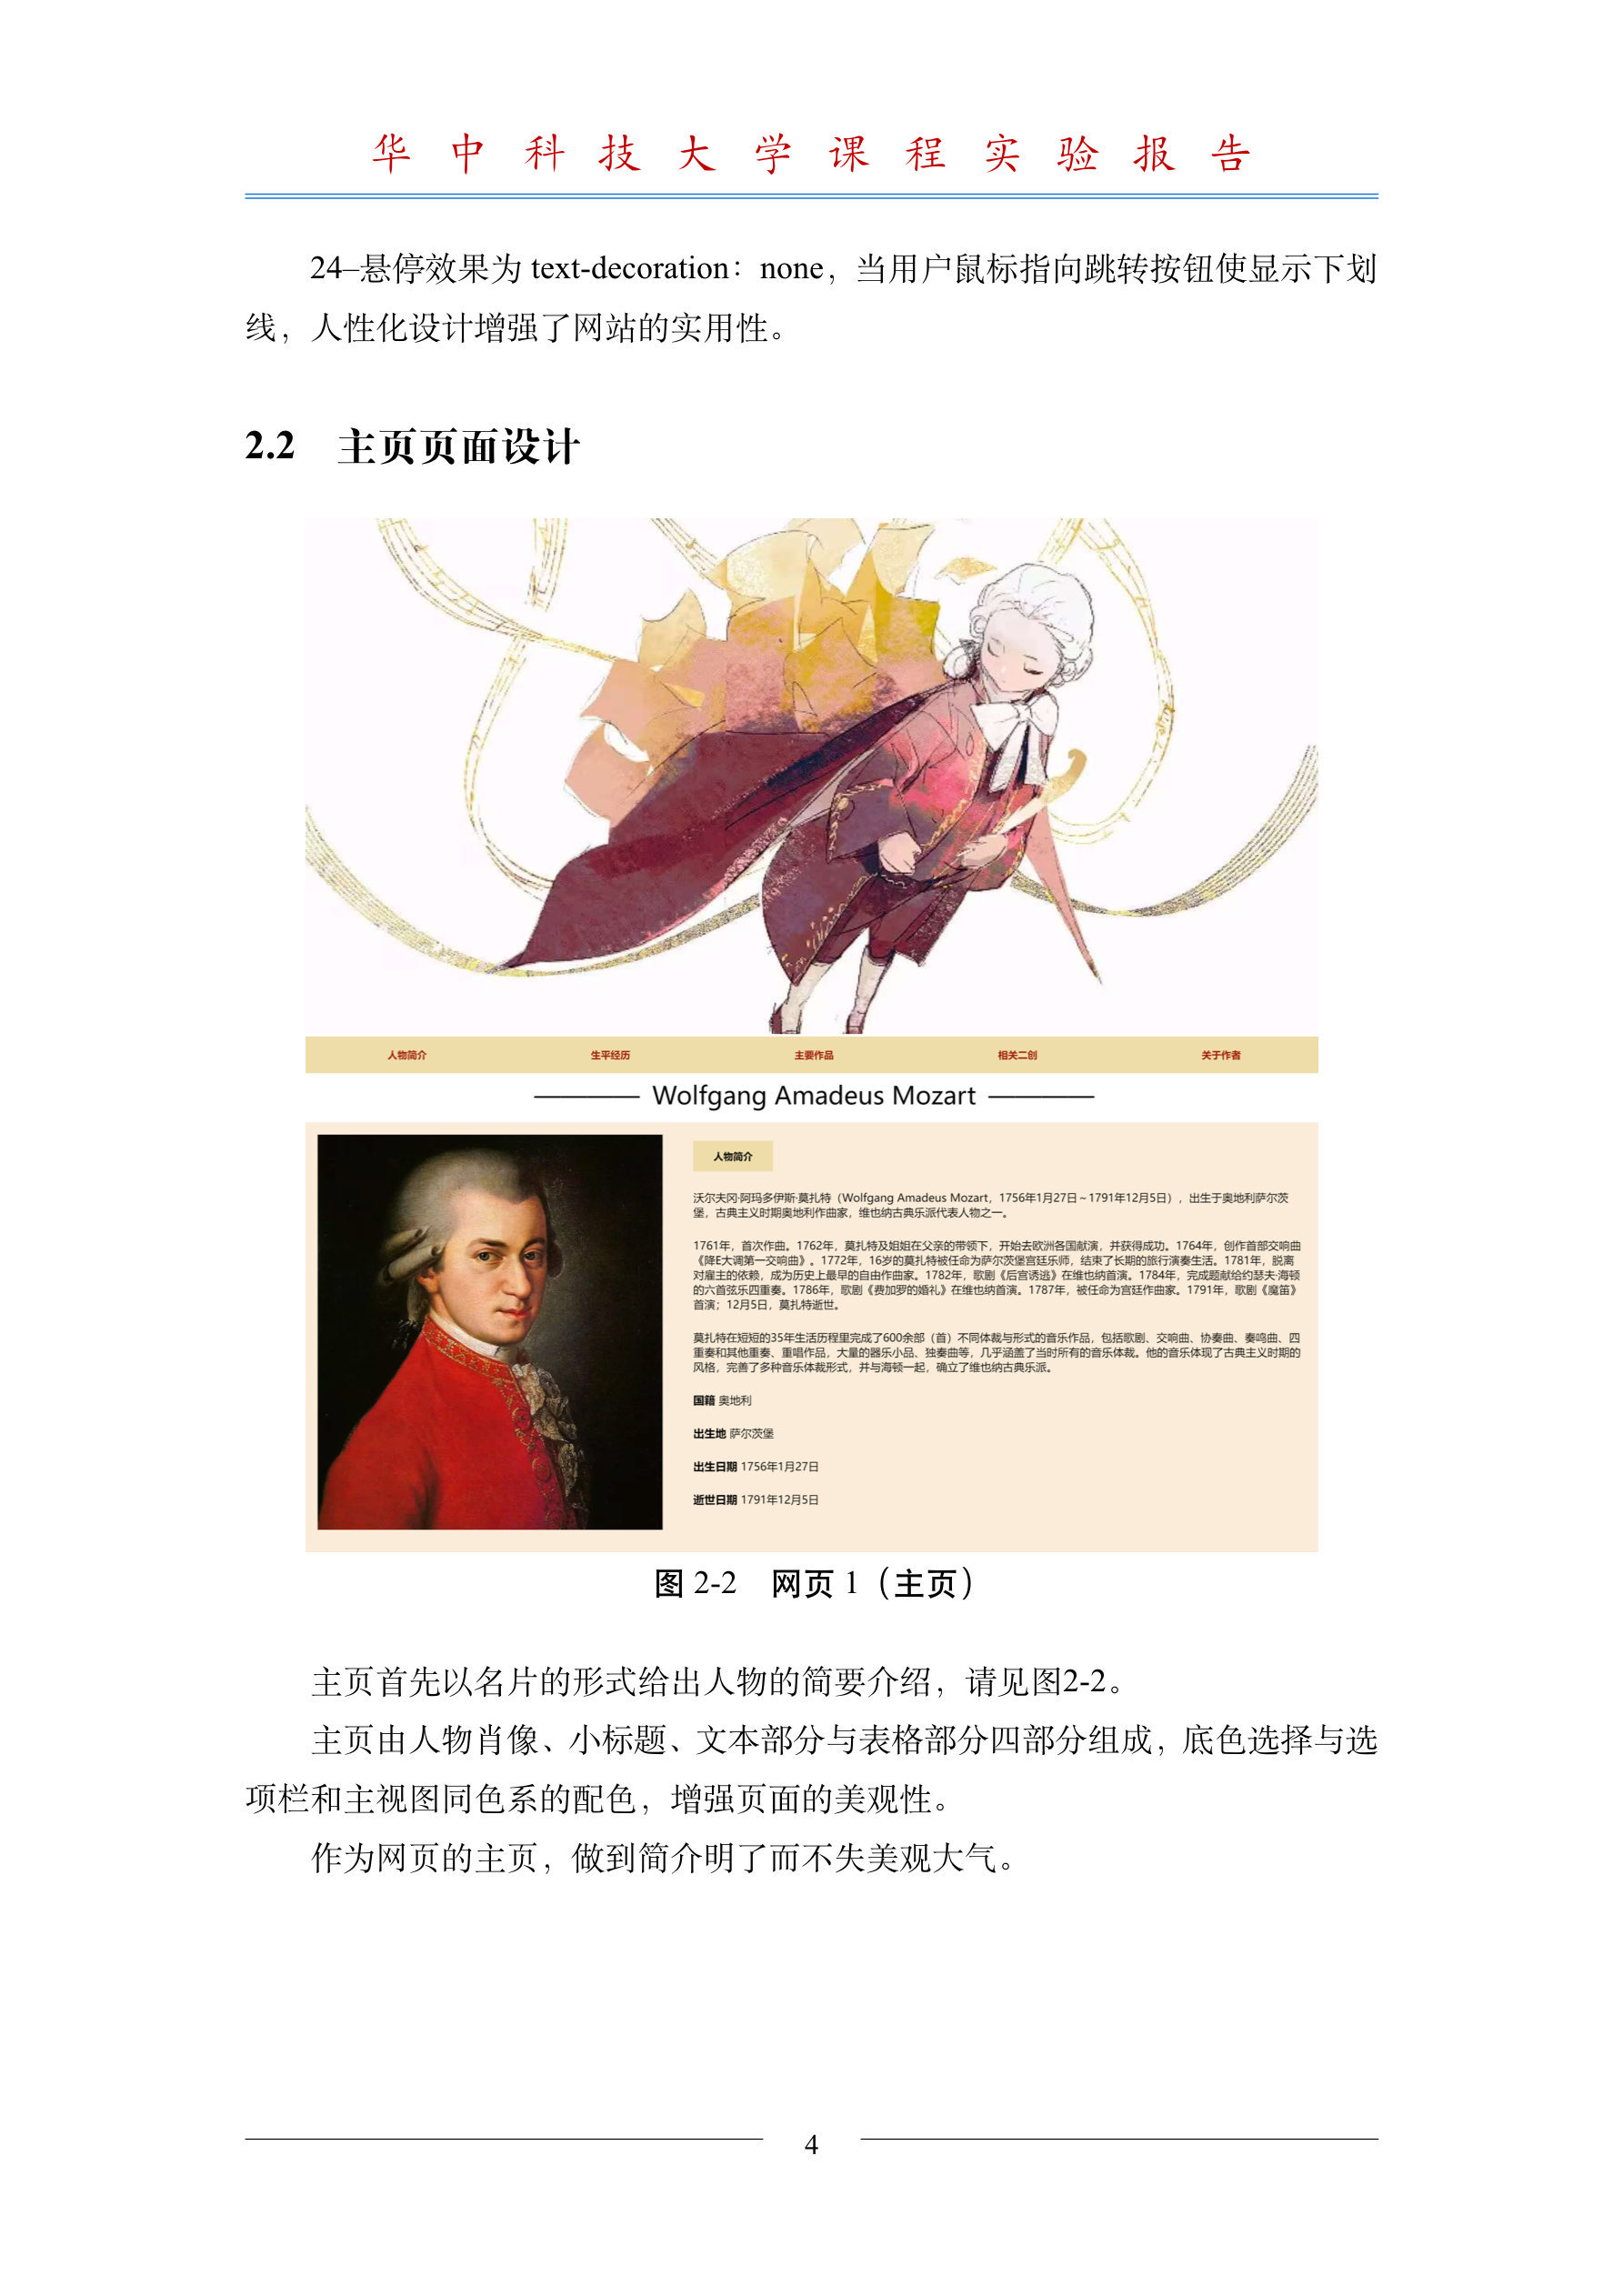 华中科技大学课程实验报告
24–悬停效果为 text-decoration：none，当用户鼠标指向跳转按钮使显示下划
线，人性化设计增强了网站的实用性。
2.2 主页页面设计
人物简介 生平经历 主要作品 相关二创 关于作者
Wolfgang Amadeus Mozart
人物简介
沃尔夫冈·阿玛多伊斯·莫扎特（Wolfgang Amadeus Mozart，1756年1月27日～1791年12月5日），出生于奥地利萨尔茨
堡，古典主义时期奥地利作曲家，维也纳古典乐派代表人物之一。
1761年，首次作曲。1762年，莫扎特及姐姐在父亲的带领下，开始去欧洲各国献演，并获得成功。1764年，创作首部交响曲
《降E大调第一交响曲》。1772年，16岁的莫扎特被任命为萨尔茨堡宫廷乐师，结束了长期的旅行演奏生活。1781年，脱离
对雇主的依赖，成为历史上最早的自由作曲家。1782年，歌剧《后宫诱逃》在维也纳首演。1784年，完成题献给约瑟夫·海顿
的六首弦乐四重奏。1786年，歌剧《费加罗的婚礼》在维也纳首演。1787年，被任命为宫廷作曲家。1791年，歌剧《魔笛》
首演；12月5日，莫扎特逝世。
莫扎特在短短的35年生活历程里完成了600余部（首）不同体裁与形式的音乐作品，包括歌剧、交响曲、协奏曲、奏鸣曲、四
重奏和其他重奏、重唱作品，大量的器乐小品、独奏曲等，几乎涵盖了当时所有的音乐体裁。他的音乐体现了古典主义时期的
风格，完善了多种音乐体裁形式，并与海顿一起，确立了维也纳古典乐派。
国籍 奥地利
出生地 萨尔茨堡
出生日期 1756年1月27日
逝世日期 1791年12月5日
图 2-2 网页 1（主页）
主页首先以名片的形式给出人物的简要介绍，请见图2-2。
主页由人物肖像、小标题、文本部分与表格部分四部分组成，底色选择与选
项栏和主视图同色系的配色，增强页面的美观性。
作为网页的主页，做到简介明了而不失美观大气。
4